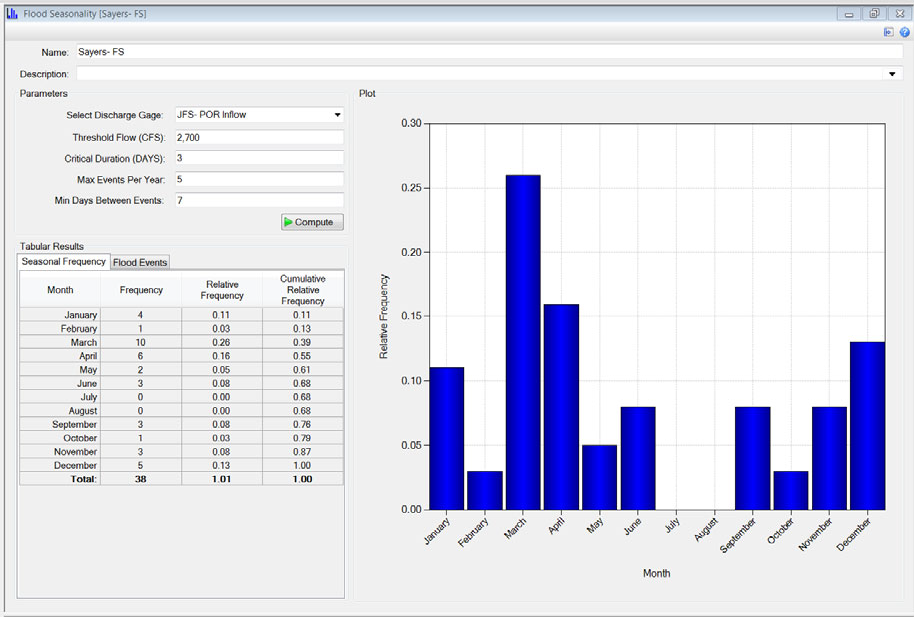 Flood Seasonality [Sayers- FS]
Name: Sayers- FS
Description:
Parameters
Select Discharge Gage: JFS- POR Inflow
Threshold Flow (CFS): 2,700
Critical Duration (DAYS): 3
Max Events Per Year: 5
Min Days Between Events: 7
Compute
Tabular Results
Seasonal Frequency Flood Events
Month Frequency Relative Frequency Cumulative Relative Frequency
January 4 0.11 0.11
February 1 0.03 0.13
March 10 0.26 0.39
April 6 0.16 0.55
May 2 0.05 0.61
June 3 0.08 0.68
July 0 0.00 0.68
August 0 0.00 0.68
September 3 0.08 0.76
October 1 0.03 0.79
November 3 0.08 0.87
December 5 0.13 1.00
Total: 38 1.01 1.00
Plot
0.30
0.25
0.20
0.15
0.10
0.05
0.00
Relative Frequency
January February March April May June July August September October November December
Month